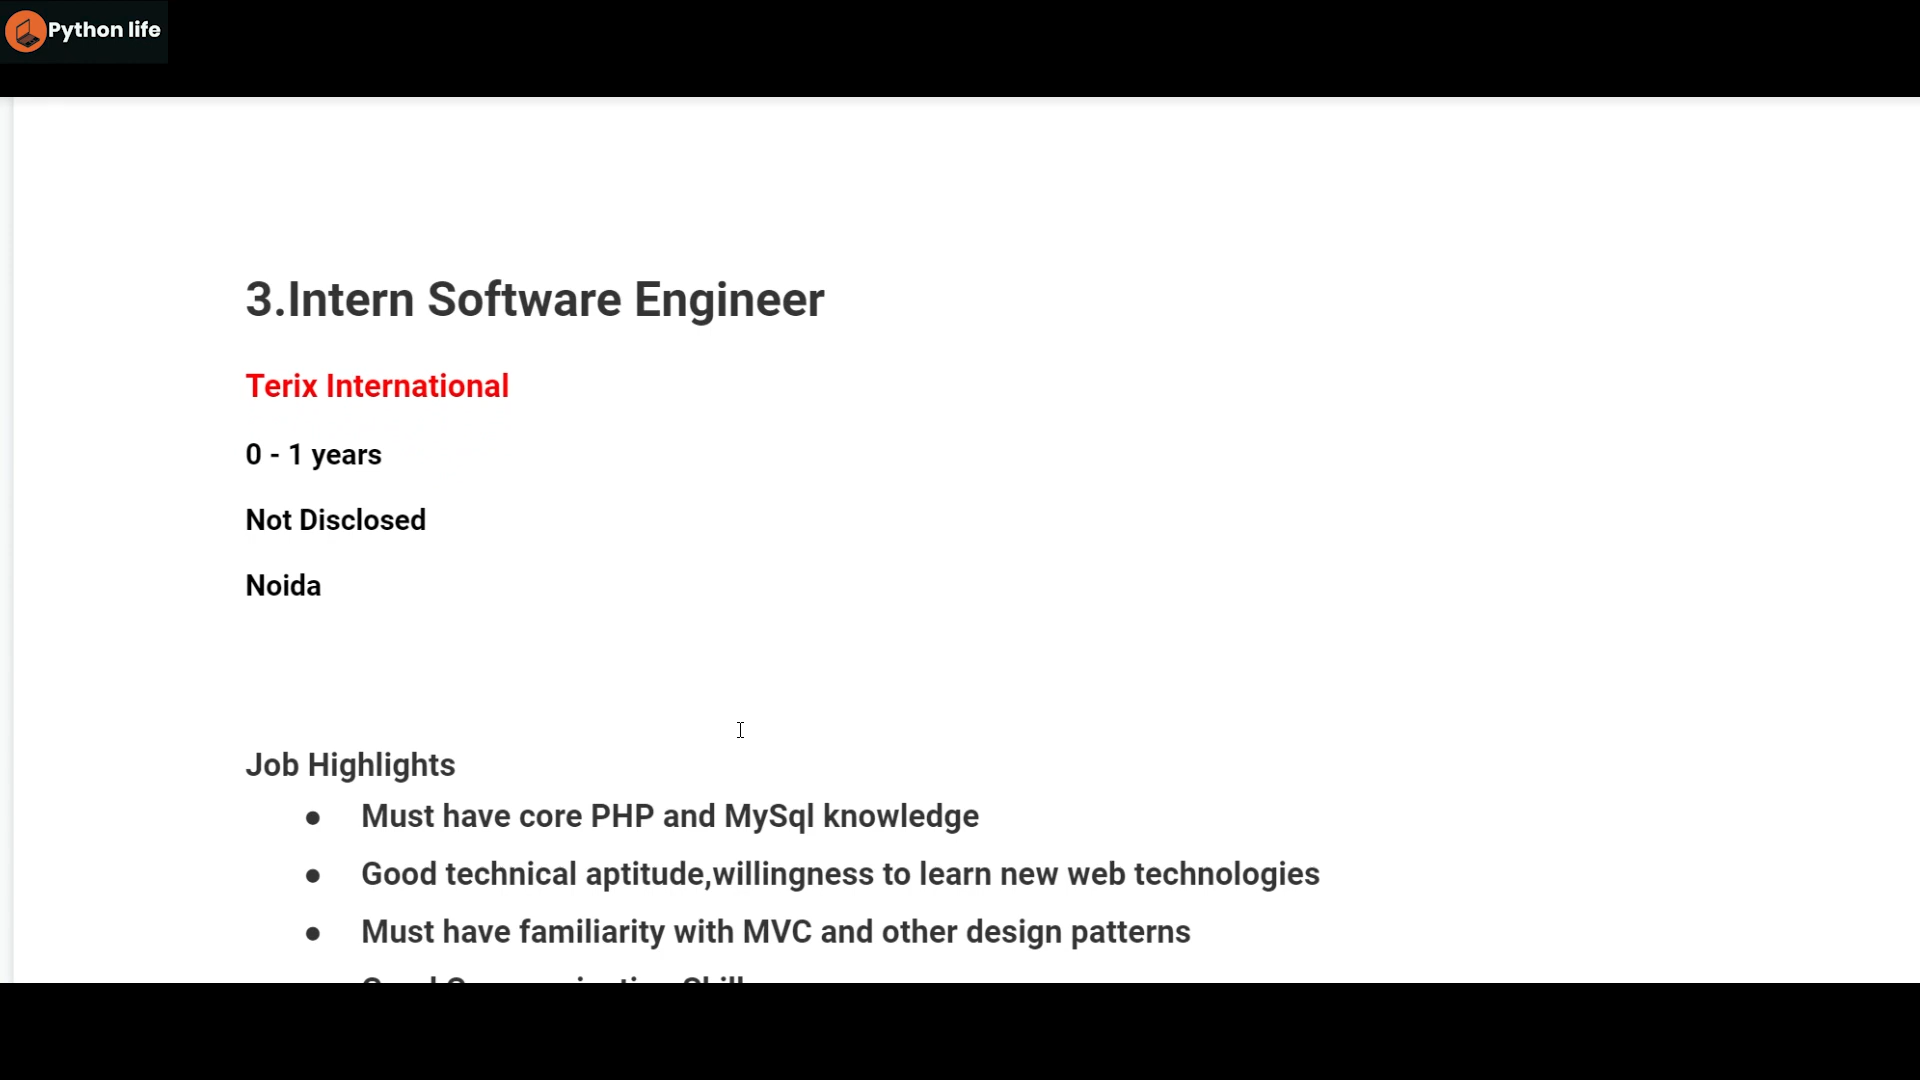 Python life
3.Intern Software Engineer
Terix International
0 - 1 years
Not Disclosed
Noida
Job Highlights
● Must have core PHP and MySql knowledge
● Good technical aptitude,willingness to learn new web technologies
● Must have familiarity with MVC and other design patterns